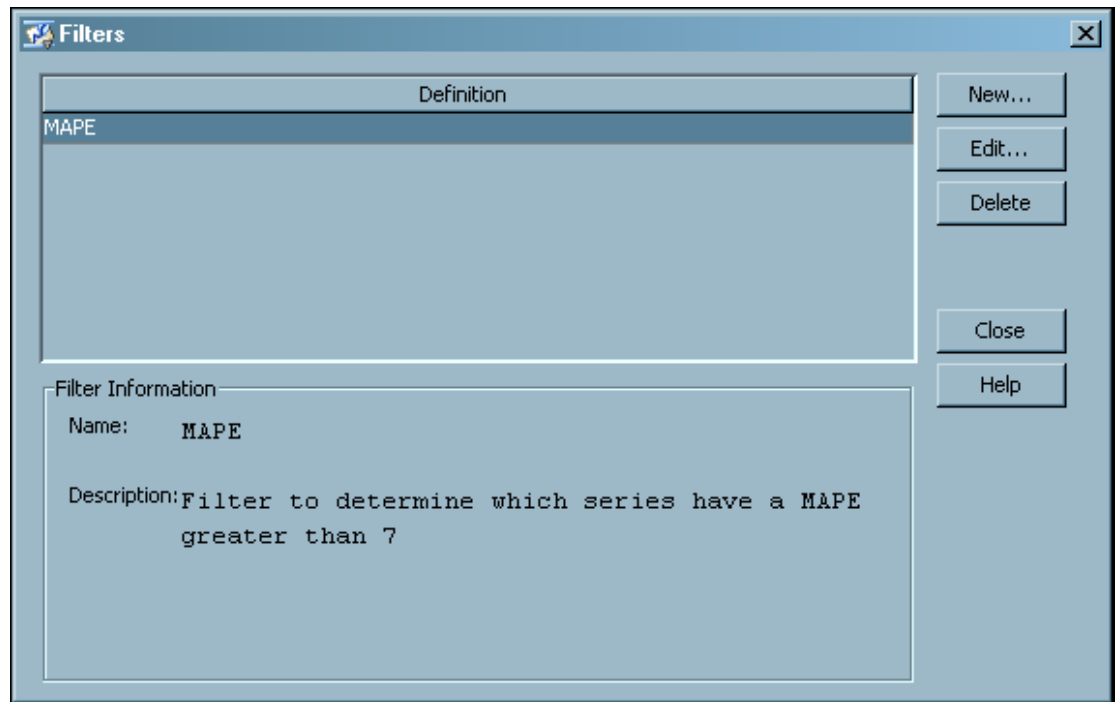 Filters
Definition
MAPE
New...
Edit...
Delete
Close
Help
Filter Information
Name: MAPE
Description: Filter to determine which series have a MAPE
greater than 7